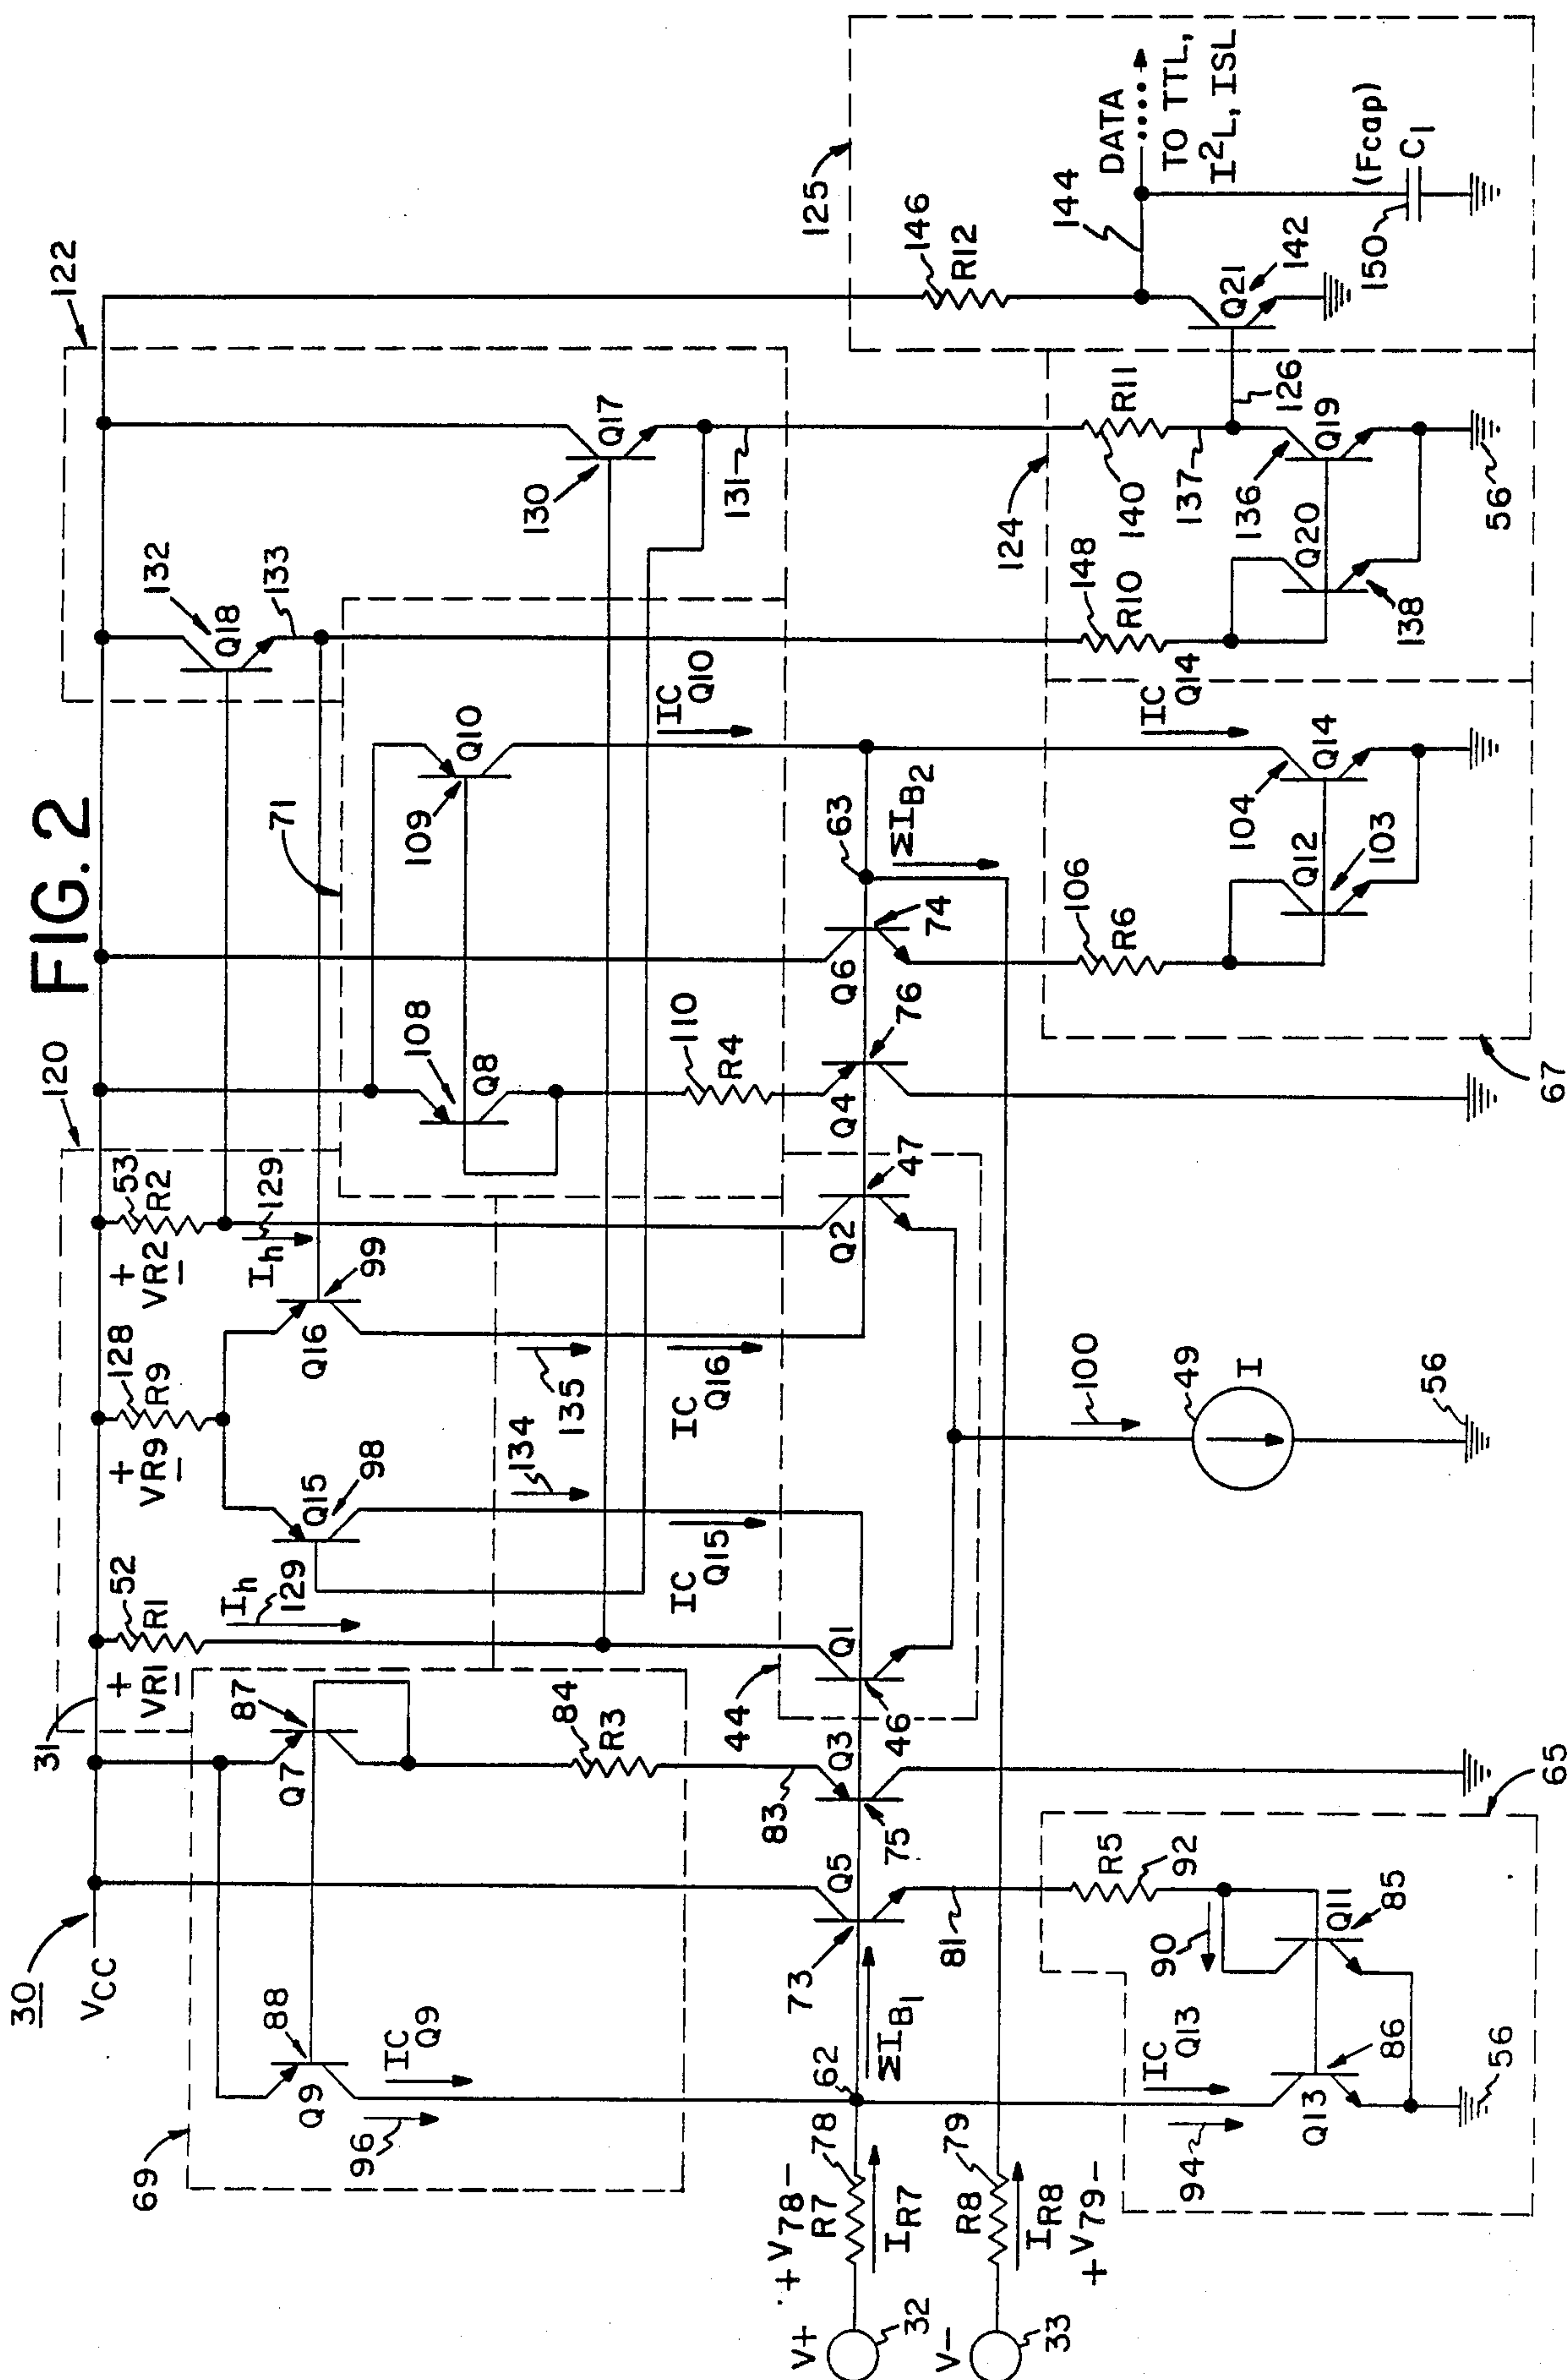 FIG. 2
30
VCC
31
120
122
69
88
Q9
IC Q9
96
Q7
87
84
R3
83
+ VR1 −
52
R1
Ih
129
Q15
98
+ VR9 −
128
R9
Q16
99
+ VR2 −
53
R2
Ih
129
134
IC Q15
135
IC Q16
71
108
Q8
110
R4
109
Q10
IC Q10
132
Q18
133
130
Q17
131
146
R12
125
144
DATA
TO TTL,
I²L, ISL
(Fcap)
150
C1
Q21
142
126
V+
32
+ V78 −
R7
78
IR7
V−
33
R8
79
IR8
+ V79 −
62
ΣIB1
73
Q5
81
75
Q3
44
46
Q1
Q2
47
Q4
76
Q6
74
63
ΣIB2
100
49
I
56
65
R5
92
90
Q11
85
IC Q13
94
Q13
86
56
67
106
R6
Q12
103
104
Q14
IC Q14
124
148
R10
140
R11
137
Q20
138
136
Q19
56